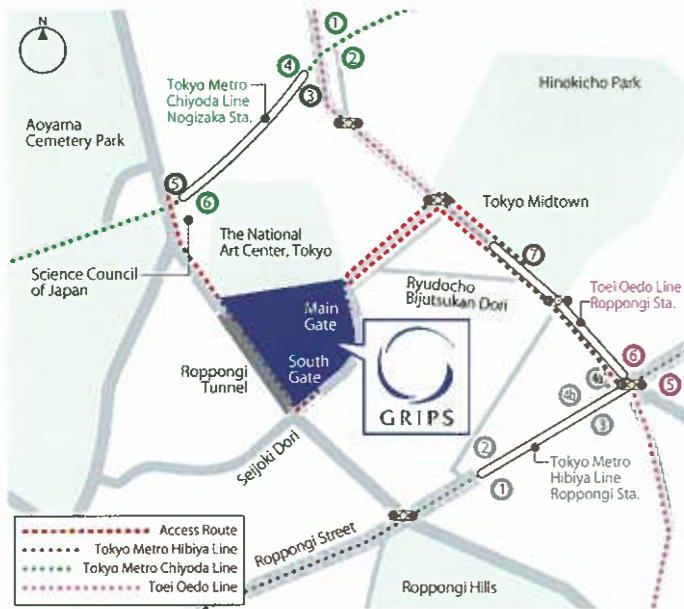 N
①
②
④
③
Tokyo Metro
Chiyoda Line
Nogizaka Sta.
Hinokicho Park
Aoyama
Cemetery Park
⑤
⑥
Tokyo Midtown
The National
Art Center, Tokyo
Science Council
of Japan
⑦
Ryudocho
Bijutsukan Dori
Toei Oedo Line
Roppongi Sta.
Main
Gate
South
Gate
GRIPS
Roppongi
Tunnel
⑥
⑤
4a
4b
③
②
①
Seijoki Dori
Tokyo Metro
Hibiya Line
Roppongi Sta.
Roppongi Street
Roppongi Hills
Access Route
Tokyo Metro Hibiya Line
Tokyo Metro Chiyoda Line
Toei Oedo Line